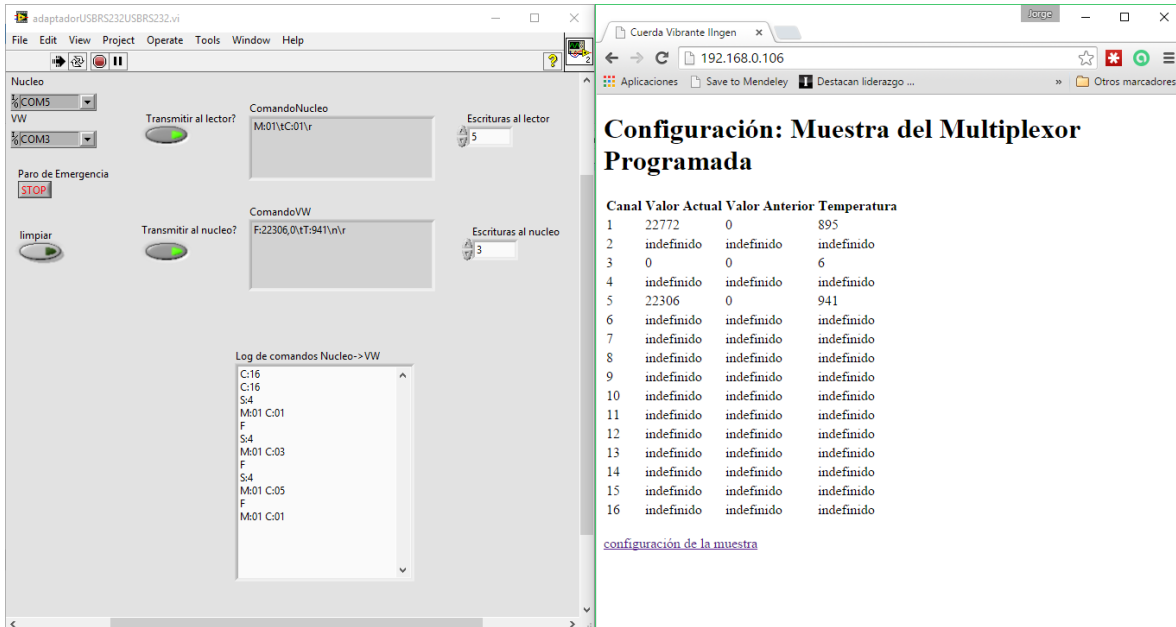 adaptadorUSBRS232USBRS232.vi
File Edit View Project Operate Tools Window Help
2
Nucleo
COM5
VW
COM3
Paro de Emergencia
STOP
limpiar
Transmitir al lector?
ComandoNucleo
M:01\tC:01\r
Escrituras al lector
5
Transmitir al nucleo?
ComandoVW
F:22306,0\tT:941\n\r
Escrituras al nucleo
3
Log de comandos Nucleo->VW
C:16
C:16
S:4
M:01 C:01
F
S:4
M:01 C:03
F
S:4
M:01 C:05
F
M:01 C:01
Jorge
Cuerda Vibrante IIngen
192.168.0.106
Aplicaciones Save to Mendeley Destacan liderazgo ... » Otros marcadores
Configuración: Muestra del Multiplexor
Programada
Canal Valor Actual Valor Anterior Temperatura
1 22772 0 895
2 indefinido indefinido indefinido
3 0 0 6
4 indefinido indefinido indefinido
5 22306 0 941
6 indefinido indefinido indefinido
7 indefinido indefinido indefinido
8 indefinido indefinido indefinido
9 indefinido indefinido indefinido
10 indefinido indefinido indefinido
11 indefinido indefinido indefinido
12 indefinido indefinido indefinido
13 indefinido indefinido indefinido
14 indefinido indefinido indefinido
15 indefinido indefinido indefinido
16 indefinido indefinido indefinido
configuración de la muestra